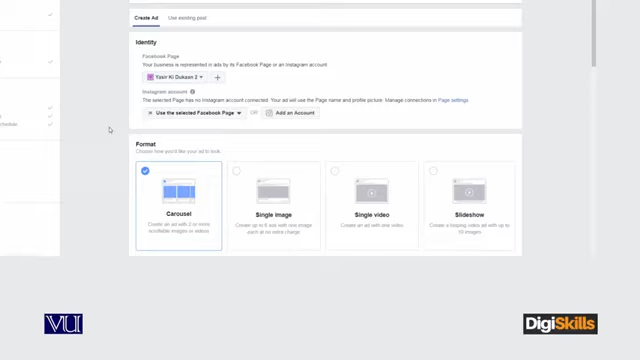 Create Ad
Use existing post
Identity
Facebook Page
Your business is represented in ads by its Facebook Page or an Instagram account
Yasir Ki Dukaan 2
Instagram account
The selected Page has no Instagram account connected. Your ad will use the Page name and profile picture. Manage connections in Page settings
Use the selected Facebook Page
OR
Add an Account
Format
Choose how you'd like your ad to look.
Carousel
Create an ad with 2 or more
scrollable images or videos
Single image
Create up to 6 ads with one image
each at no extra charge
Single video
Create an ad with one video
Slideshow
Create a looping video ad with up to
10 images
VU
DigiSkills